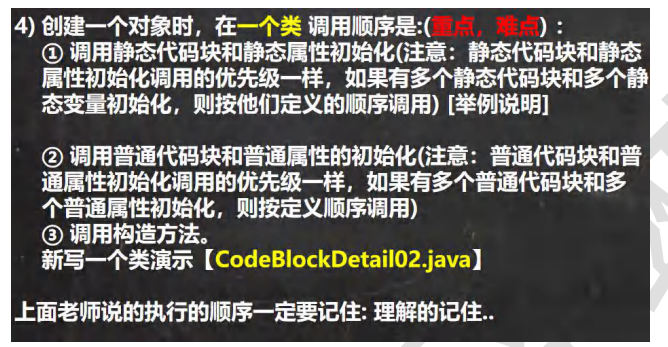 4) 创建一个对象时，在一个类 调用顺序是:(重点，难点)：
① 调用静态代码块和静态属性初始化(注意：静态代码块和静态
属性初始化调用的优先级一样，如果有多个静态代码块和多个静
态变量初始化，则按他们定义的顺序调用) [举例说明]
② 调用普通代码块和普通属性的初始化(注意：普通代码块和普
通属性初始化调用的优先级一样，如果有多个普通代码块和多
个普通属性初始化，则按定义顺序调用)
③ 调用构造方法。
新写一个类演示【CodeBlockDetail02.java】
上面老师说的执行的顺序一定要记住: 理解的记住..